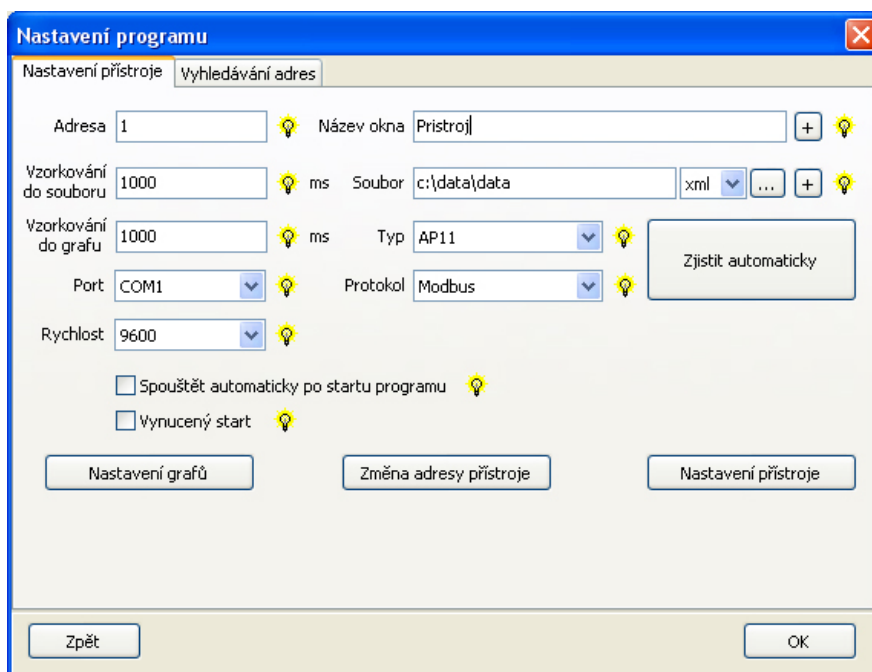 Nastavení programu
Nastavení přístroje
Vyhledávání adres
Adresa
1
Název okna
Pristroj
+
Vzorkování
do souboru
1000
ms
Soubor
c:\data\data
xml
...
+
Vzorkování
do grafu
1000
ms
Typ
AP11
Zjistit automaticky
Port
COM1
Protokol
Modbus
Rychlost
9600
Spouštět automaticky po startu programu
Vynucený start
Nastavení grafů
Změna adresy přístroje
Nastavení přístroje
Zpět
OK